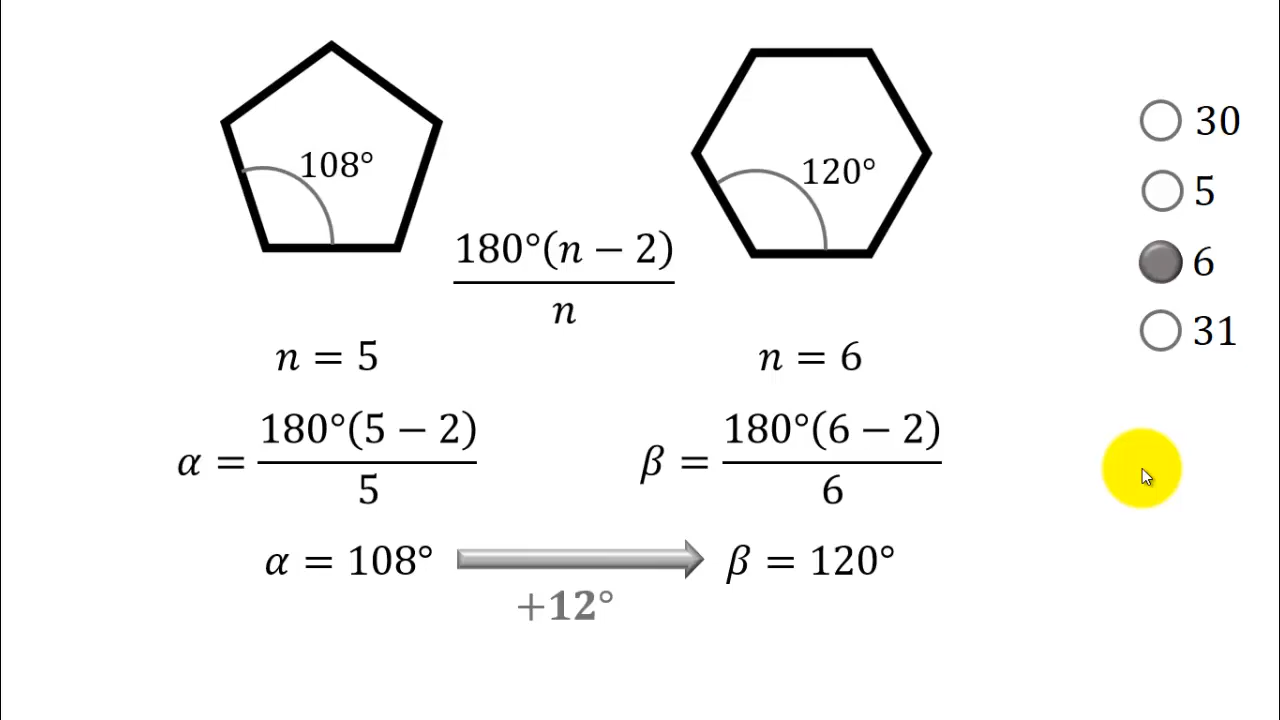 108°
120°
180°(n − 2)
n
n = 5
n = 6
α = 180°(5 − 2)
5
β = 180°(6 − 2)
6
α = 108°
β = 120°
+12°
30
5
6
31